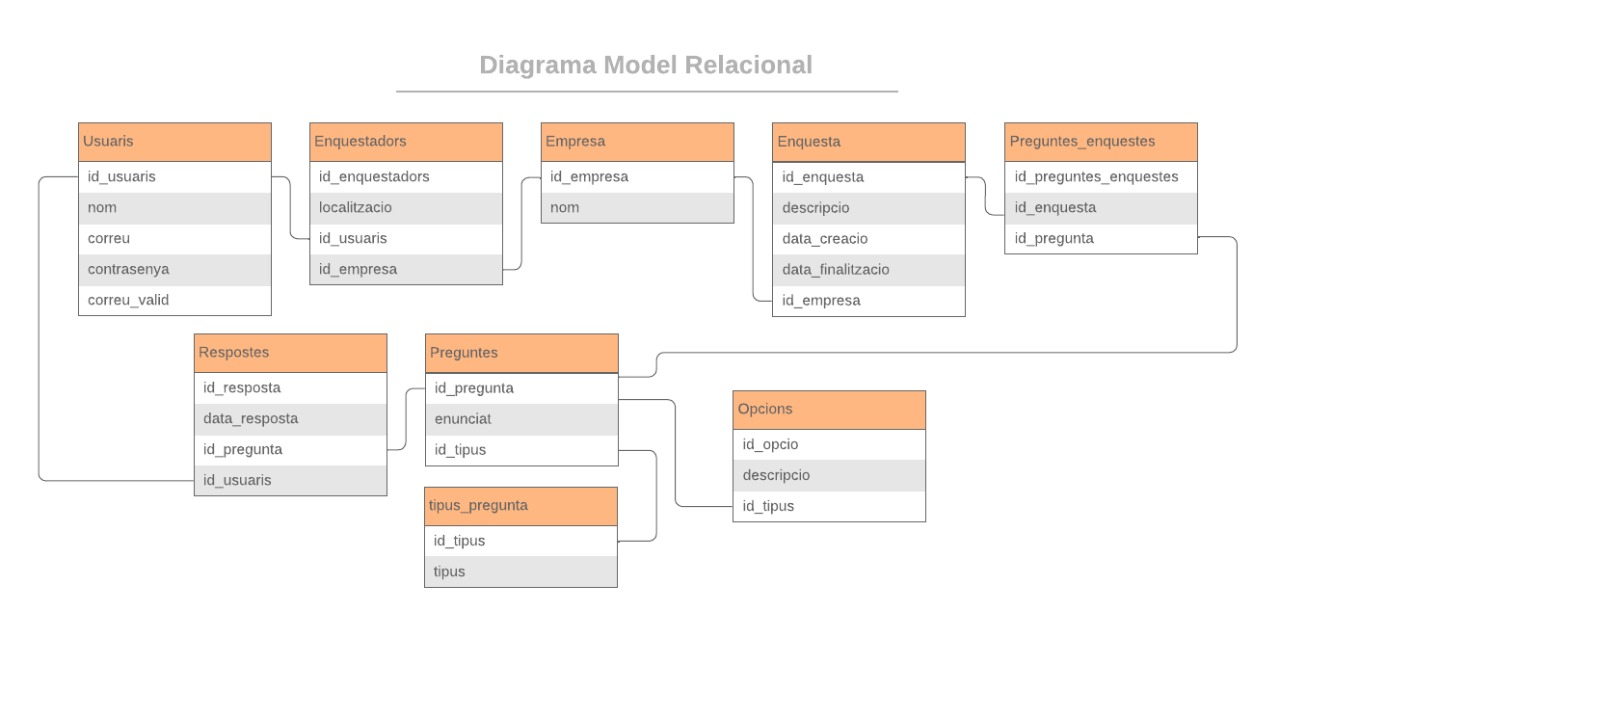 Diagrama Model Relacional
Usuaris
id_usuaris
nom
correu
contrasenya
correu_valid
Enquestadors
id_enquestadors
localitzacio
id_usuaris
id_empresa
Empresa
id_empresa
nom
Enquesta
id_enquesta
descripcio
data_creacio
data_finalitzacio
id_empresa
Preguntes_enquestes
id_preguntes_enquestes
id_enquesta
id_pregunta
Respostes
id_resposta
data_resposta
id_pregunta
id_usuaris
Preguntes
id_pregunta
enunciat
id_tipus
tipus_pregunta
id_tipus
tipus
Opcions
id_opcio
descripcio
id_tipus